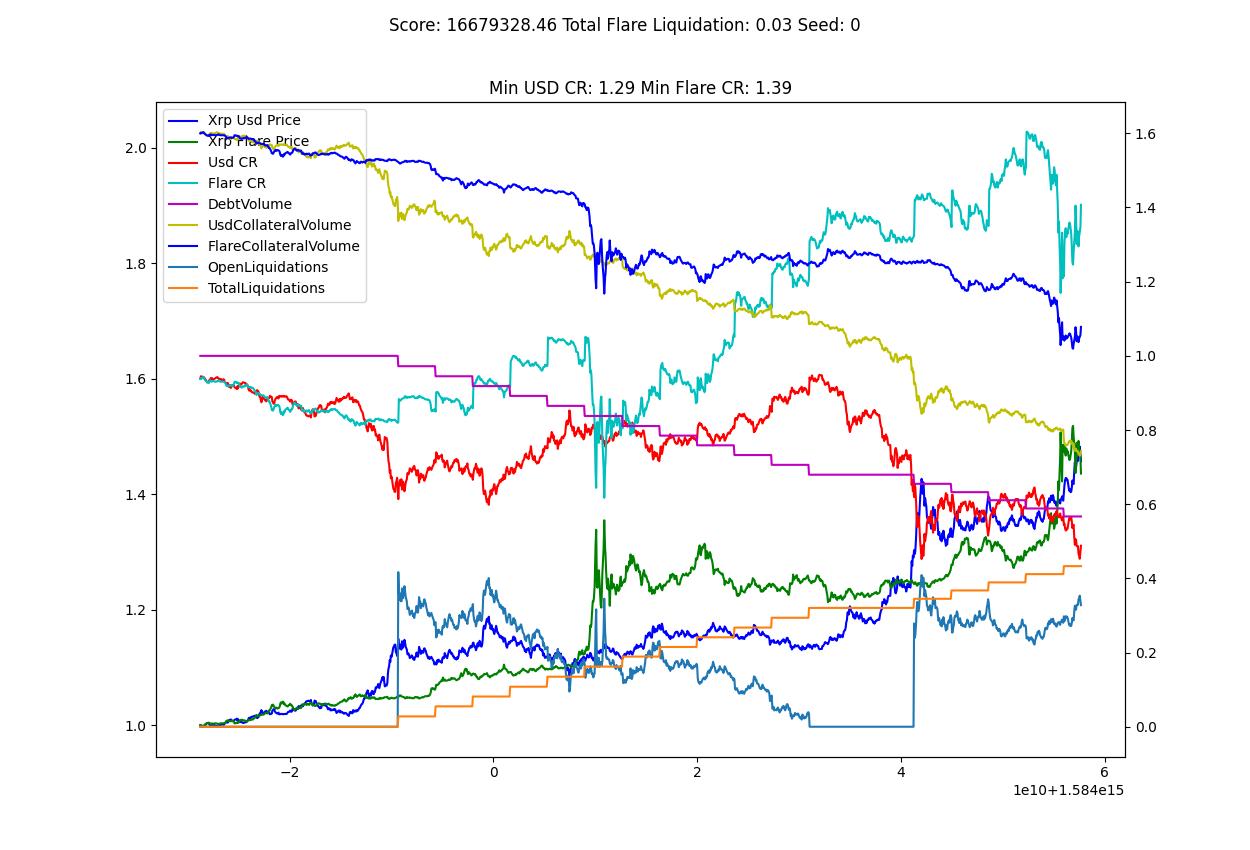 Score: 16679328.46 Total Flare Liquidation: 0.03 Seed: 0
Min USD CR: 1.29 Min Flare CR: 1.39
Xrp Usd Price
Xrp Flare Price
Usd CR
Flare CR
DebtVolume
UsdCollateralVolume
FlareCollateralVolume
OpenLiquidations
TotalLiquidations
2.0
1.8
1.6
1.4
1.2
1.0
1.6
1.4
1.2
1.0
0.8
0.6
0.4
0.2
0.0
−2 0 2 4 6
1e10+1.584e15